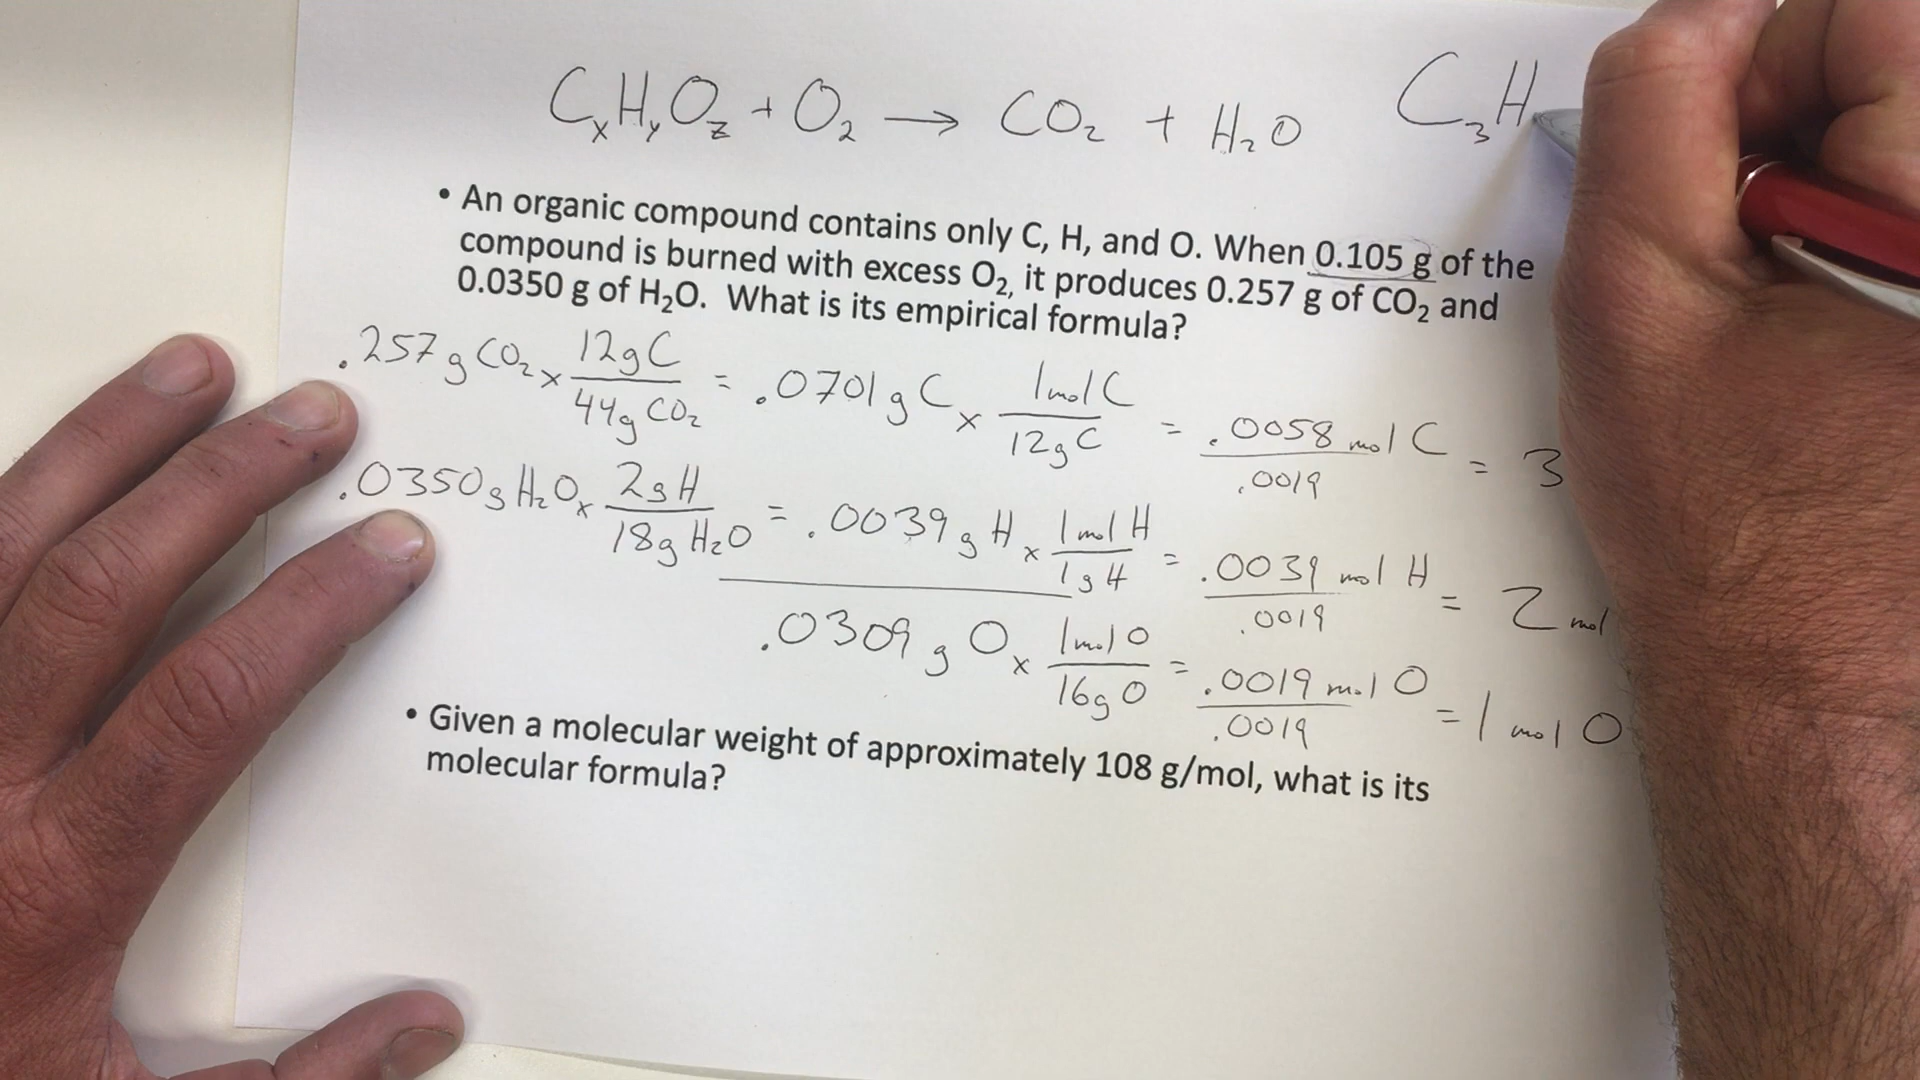 CₓHᵧO_z + O₂ → CO₂ + H₂O C₃H
• An organic compound contains only C, H, and O. When 0.105 g of the
compound is burned with excess O₂, it produces 0.257 g of CO₂ and
0.0350 g of H₂O. What is its empirical formula?
.257 g CO₂ x 12g C / 44g CO₂ = .0701 g C x 1 mol C / 12g C = .0058 mol C / .0019 = 3
.0350g H₂O x 2g H / 18g H₂O = .0039 g H x 1 mol H / 1g H = .0039 mol H / .0019 = 2 mol
.0309 g O x 1 mol O / 16g O = .0019 mol O / .0019 = 1 mol O
• Given a molecular weight of approximately 108 g/mol, what is its
molecular formula?